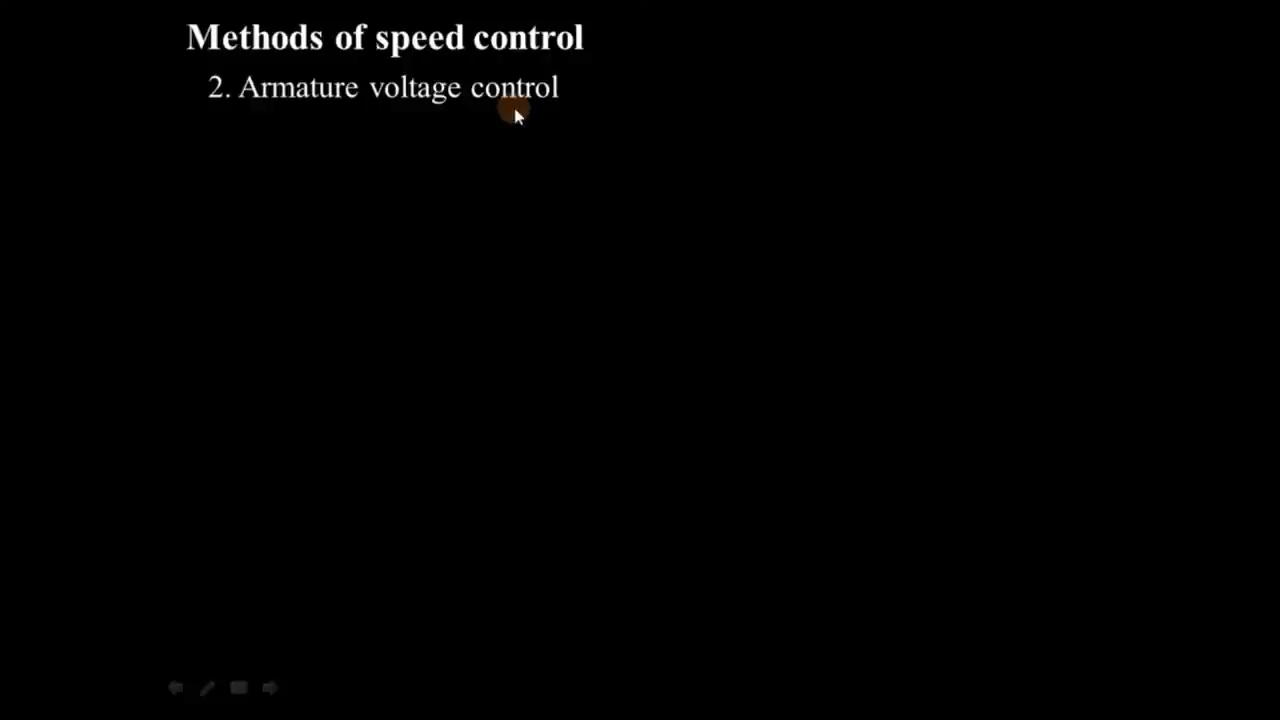 Methods of speed control
2. Armature voltage control